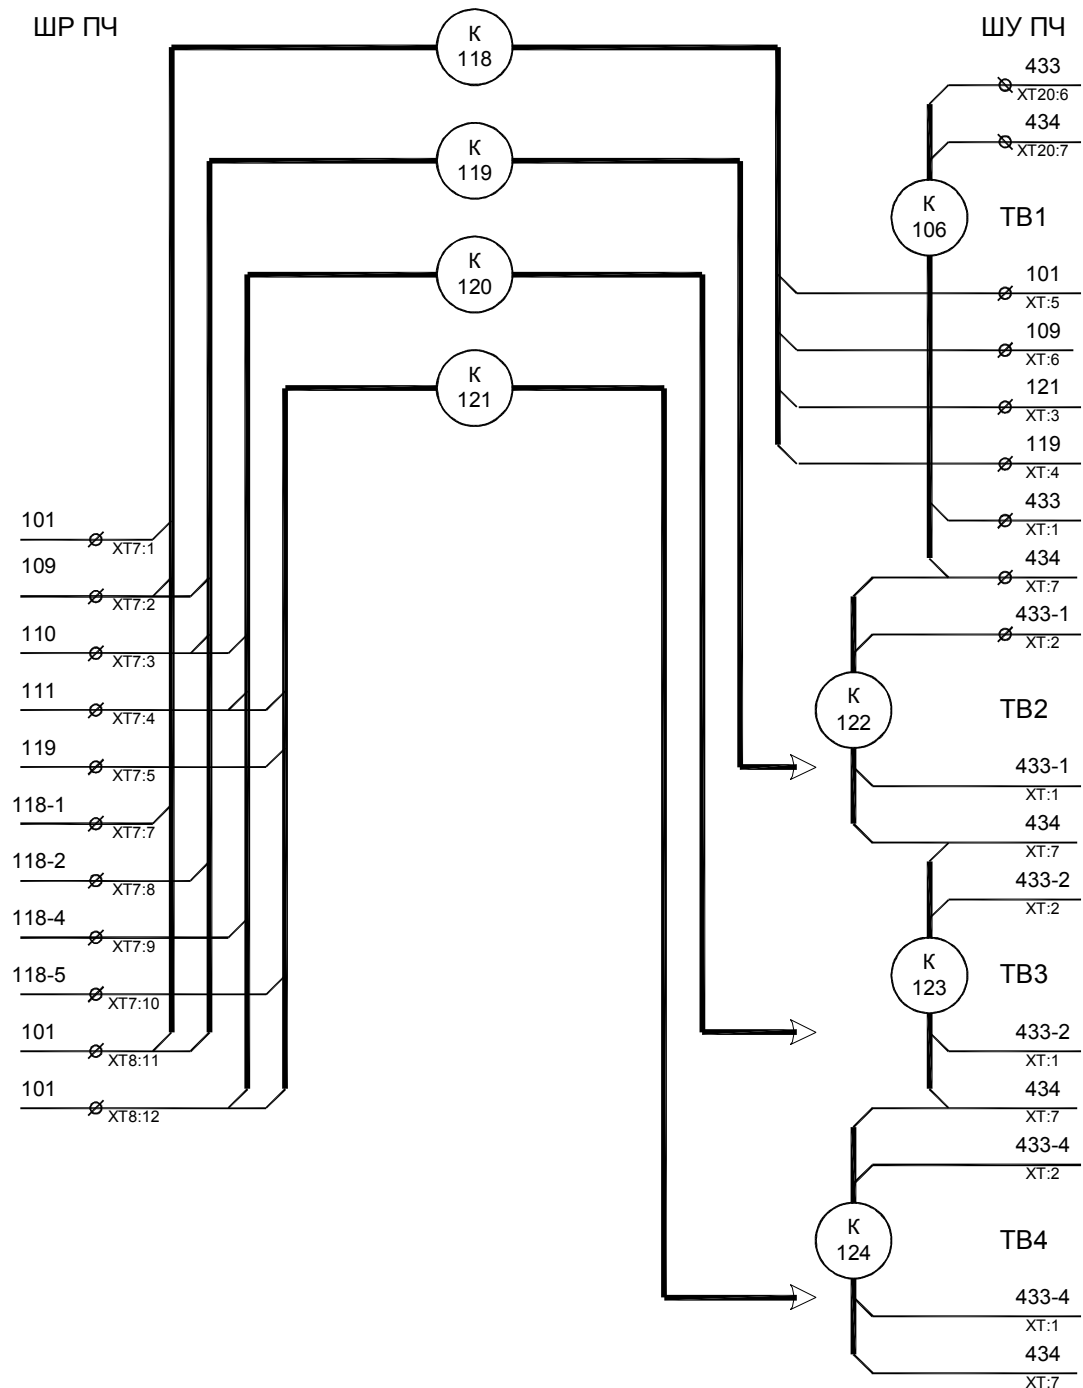 ШР ПЧ
ШУ ПЧ
К
118
К
119
К
120
К
121
101
XT7:1
109
XT7:2
110
XT7:3
111
XT7:4
119
XT7:5
118-1
XT7:7
118-2
XT7:8
118-4
XT7:9
118-5
XT7:10
101
XT8:11
101
XT8:12
433
XT20:6
434
XT20:7
К
106
ТВ1
101
XT:5
109
XT:6
121
XT:3
119
XT:4
433
XT:1
434
XT:7
433-1
XT:2
К
122
ТВ2
433-1
XT:1
434
XT:7
433-2
XT:2
К
123
ТВ3
433-2
XT:1
434
XT:7
433-4
XT:2
К
124
ТВ4
433-4
XT:1
434
XT:7